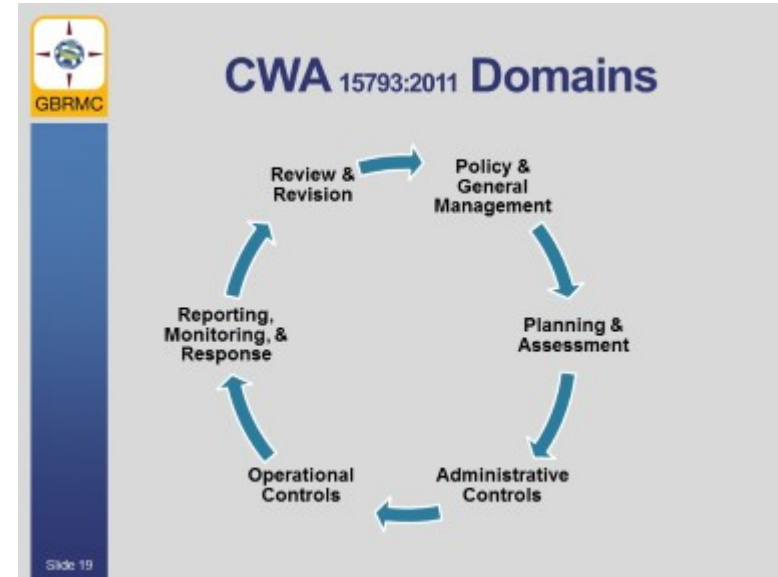 GBRMC
CWA 15793:2011 Domains
Review &
Revision
Policy &
General
Management
Planning &
Assessment
Administrative
Controls
Operational
Controls
Reporting,
Monitoring, &
Response
Slide 19